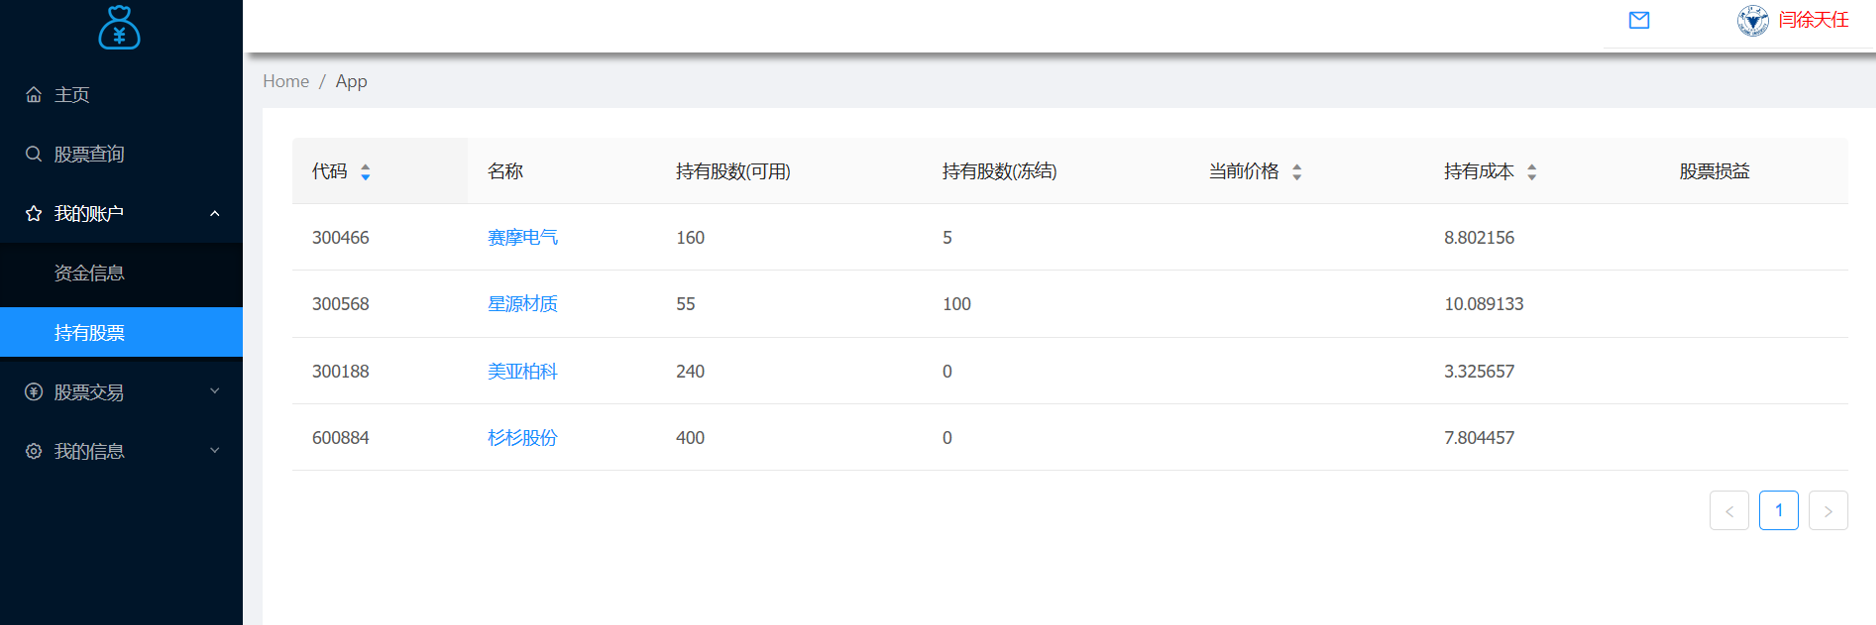 闫徐天任
主页
股票查询
我的账户
资金信息
持有股票
股票交易
我的信息
Home / App
代码 名称 持有股数(可用) 持有股数(冻结) 当前价格 持有成本 股票损益
300466 赛摩电气 160 5 8.802156
300568 星源材质 55 100 10.089133
300188 美亚柏科 240 0 3.325657
600884 杉杉股份 400 0 7.804457
< 1 >